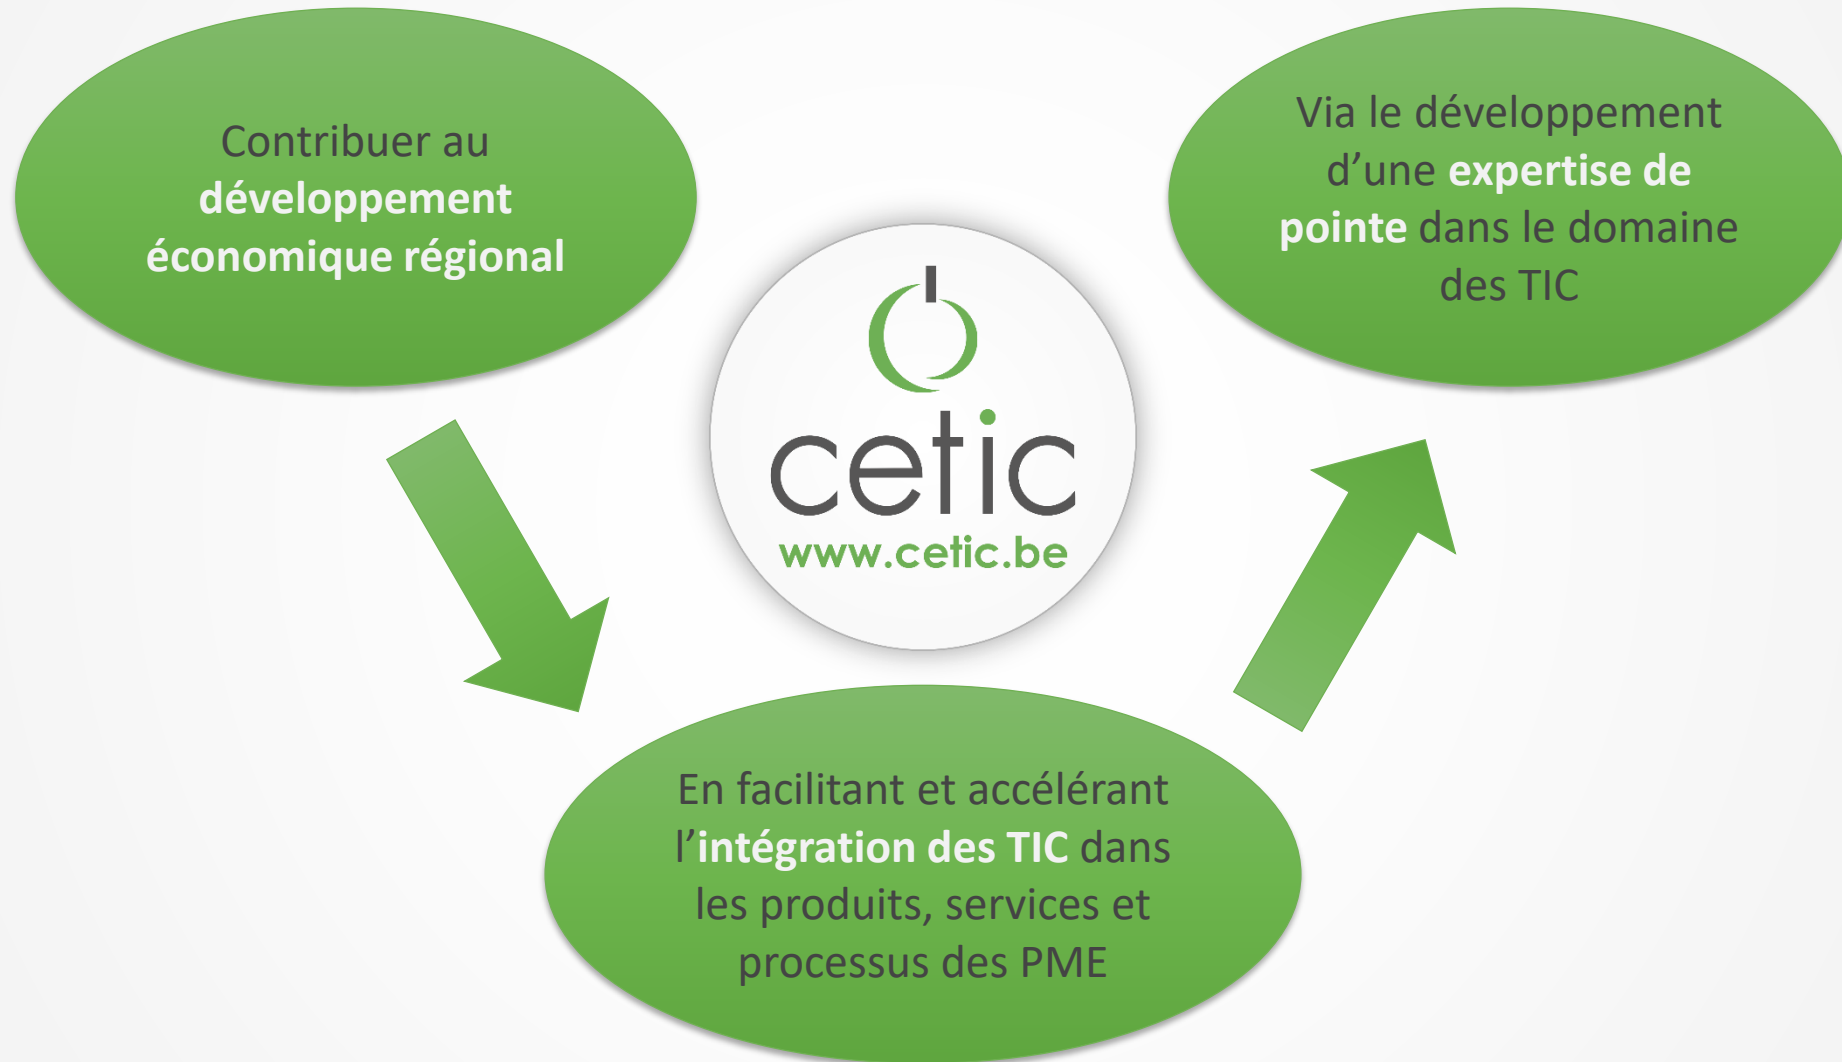 Contribuer au
développement
économique régional
Via le développement
d’une expertise de
pointe dans le domaine
des TIC
cetic
www.cetic.be
En facilitant et accélérant
l’intégration des TIC dans
les produits, services et
processus des PME